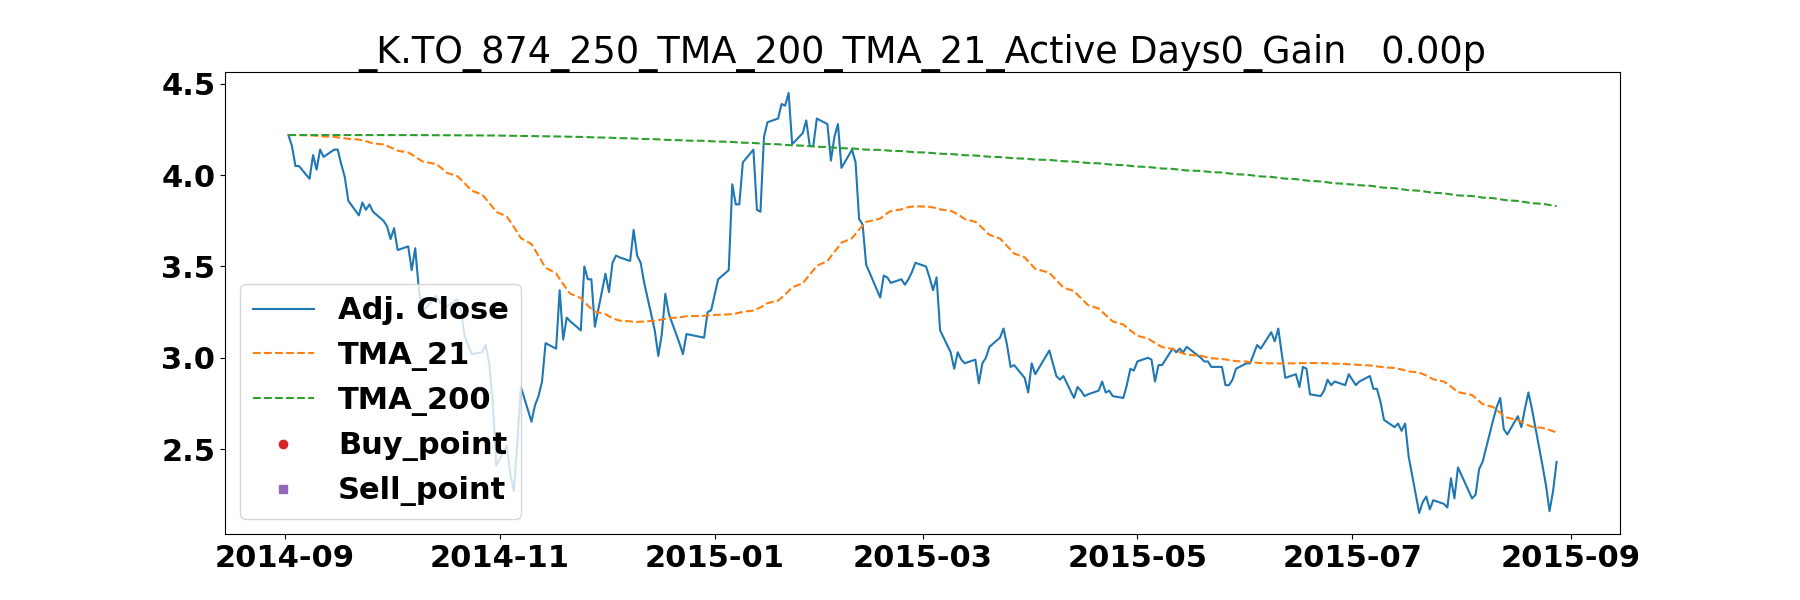 _K.TO_874_250_TMA_200_TMA_21_Active Days0_Gain   0.00p
4.5
4.0
3.5
3.0
2.5
Adj. Close
TMA_21
TMA_200
Buy_point
Sell_point
2014-09 2014-11 2015-01 2015-03 2015-05 2015-07 2015-09